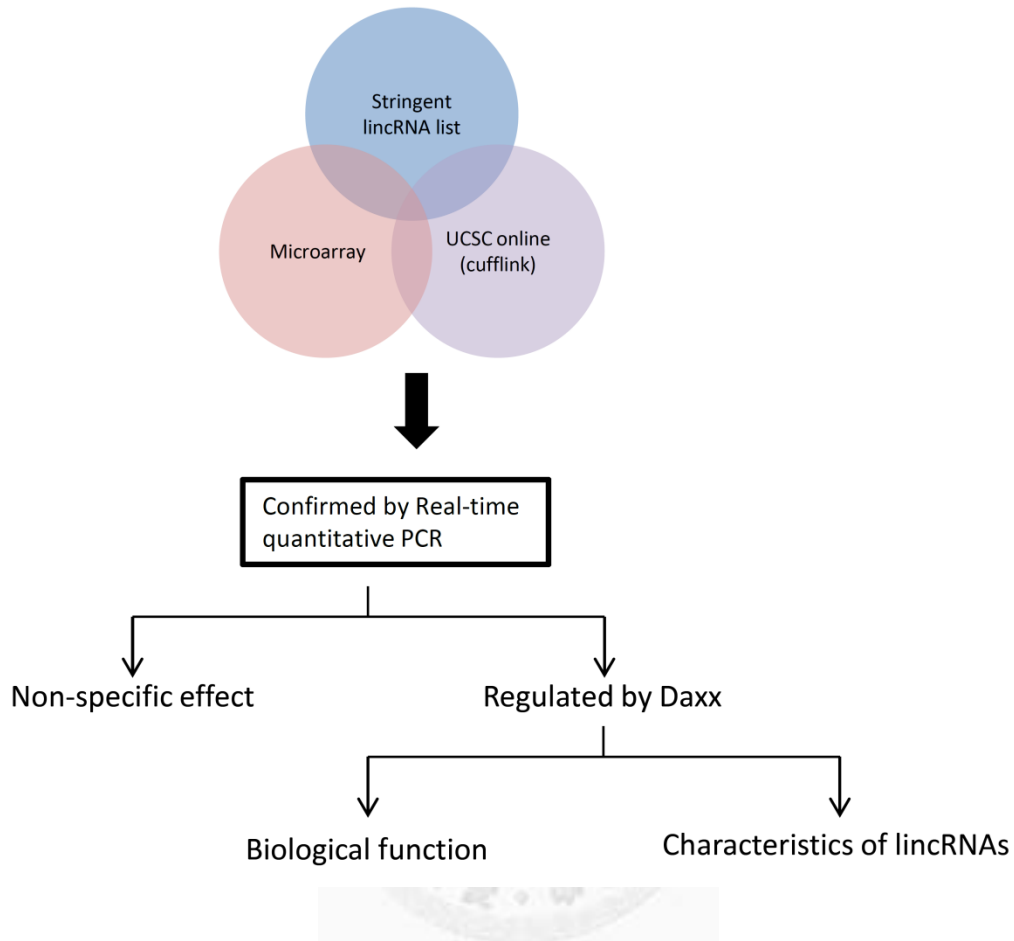 Stringent
lincRNA list
Microarray
UCSC online
(cufflink)
Confirmed by Real-time
quantitative PCR
Non-specific effect
Regulated by Daxx
Biological function
Characteristics of lincRNAs